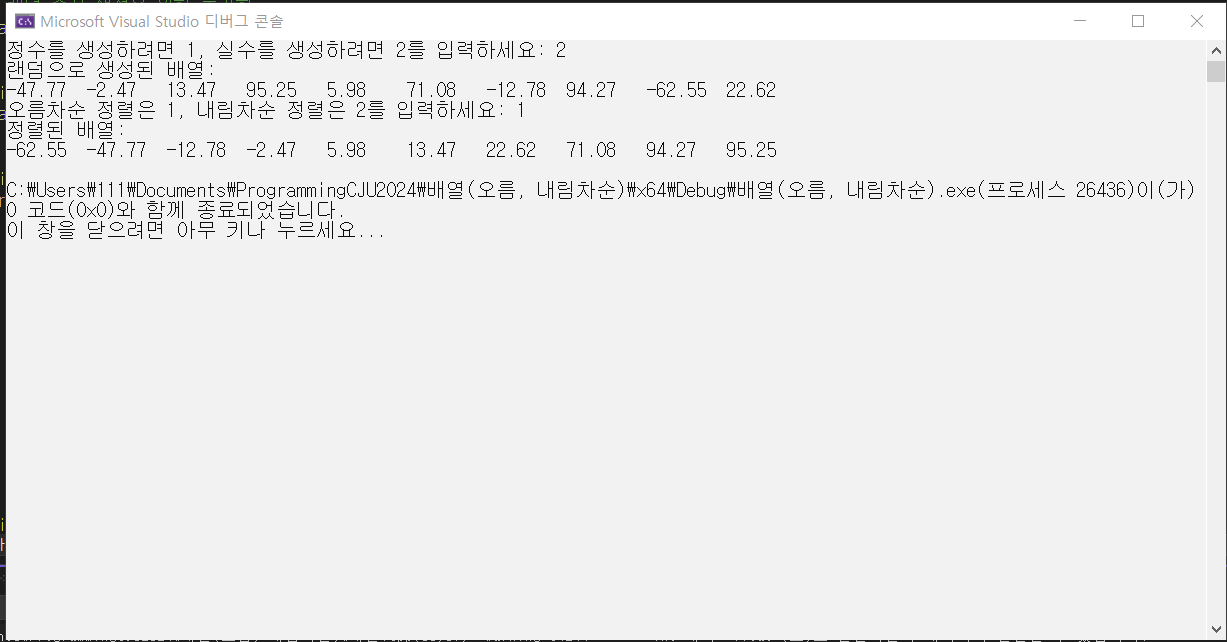 Microsoft Visual Studio 디버그 콘솔
정수를 생성하려면 1, 실수를 생성하려면 2를 입력하세요: 2
랜덤으로 생성된 배열:
-47.77  -2.47   13.47   95.25   5.98    71.08   -12.78  94.27   -62.55  22.62
오름차순 정렬은 1, 내림차순 정렬은 2를 입력하세요: 1
정렬된 배열:
-62.55  -47.77  -12.78  -2.47   5.98    13.47   22.62   71.08   94.27   95.25
C:₩Users₩111₩Documents₩ProgrammingCJU2024₩배열(오름, 내림차순)₩x64₩Debug₩배열(오름, 내림차순).exe(프로세스 26436)이(가)
0 코드(0x0)와 함께 종료되었습니다.
이 창을 닫으려면 아무 키나 누르세요...